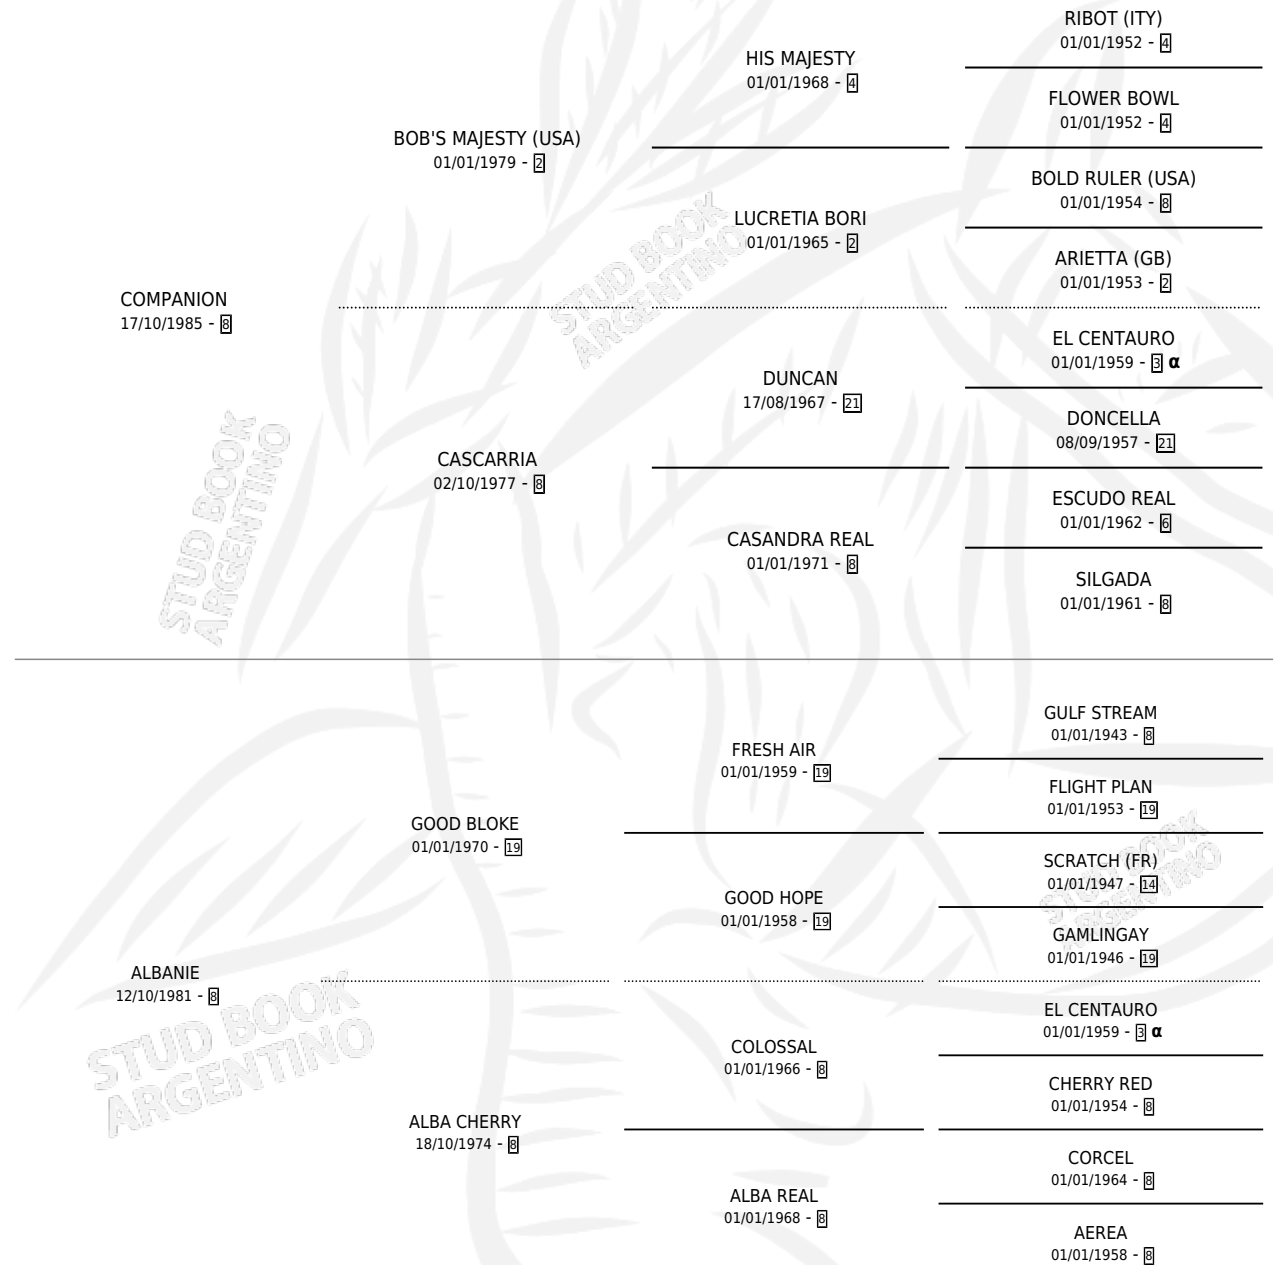 RIBOT (ITY)
01/01/1952 - 4
HIS MAJESTY
01/01/1968 - 4
FLOWER BOWL
01/01/1952 - 4
BOB'S MAJESTY (USA)
01/01/1979 - 2
BOLD RULER (USA)
01/01/1954 - 8
LUCRETIA BORI
01/01/1965 - 2
ARIETTA (GB)
01/01/1953 - 2
STUD BOOK
ARGENTINO
COMPANION
17/10/1985 - 8
EL CENTAURO
01/01/1959 - 3 α
DUNCAN
17/08/1967 - 21
DONCELLA
08/09/1957 - 21
CASCARRIA
02/10/1977 - 8
ESCUDO REAL
01/01/1962 - 6
CASANDRA REAL
01/01/1971 - 8
SILGADA
01/01/1961 - 8
STUD BOOK
ARGENTINO
GULF STREAM
01/01/1943 - 8
FRESH AIR
01/01/1959 - 19
FLIGHT PLAN
01/01/1953 - 19
GOOD BLOKE
01/01/1970 - 19
SCRATCH (FR)
01/01/1947 - 14
GOOD HOPE
01/01/1958 - 19
GAMLINGAY
01/01/1946 - 19
STUD BOOK
ARGENTINO
ALBANIE
12/10/1981 - 8
EL CENTAURO
01/01/1959 - 3 α
COLOSSAL
01/01/1966 - 8
CHERRY RED
01/01/1954 - 8
STUD BOOK
ARGENTINO
ALBA CHERRY
18/10/1974 - 8
CORCEL
01/01/1964 - 8
ALBA REAL
01/01/1968 - 8
AEREA
01/01/1958 - 8